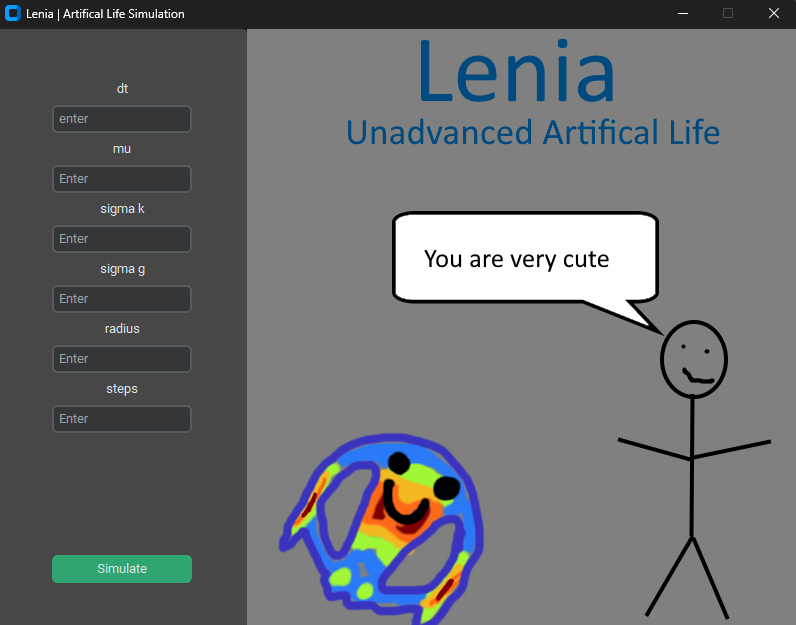 Lenia | Artifical Life Simulation
dt
enter
mu
Enter
sigma k
Enter
sigma g
Enter
radius
Enter
steps
Enter
Simulate
Lenia
Unadvanced Artifical Life
You are very cute